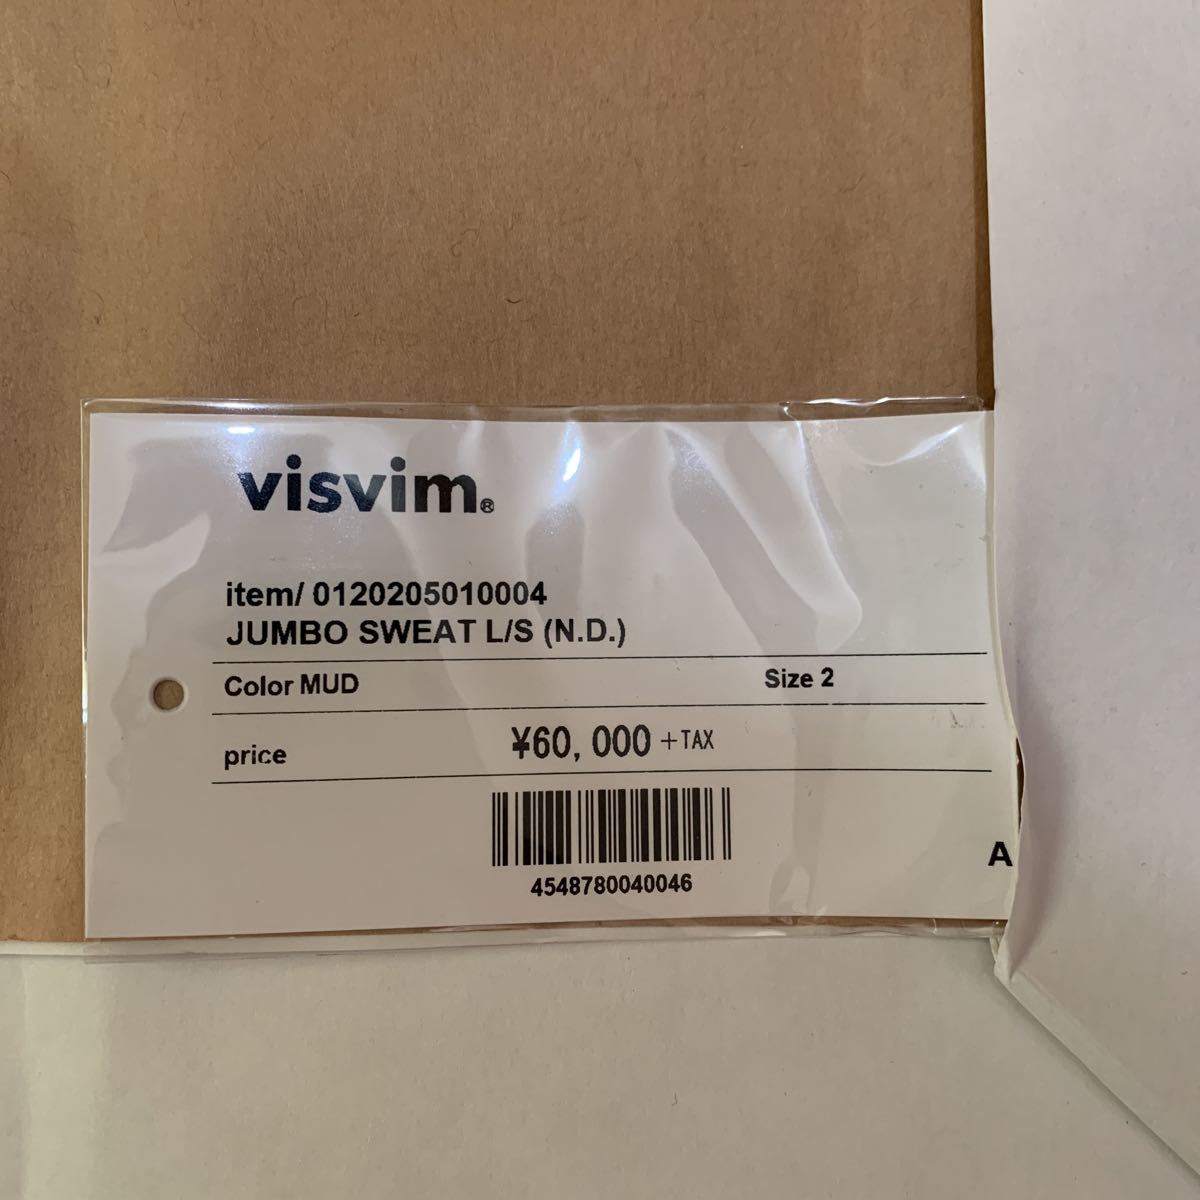 visvim®
item/ 0120205010004
JUMBO SWEAT L/S (N.D.)
Color MUD Size 2
price ¥60,000 +TAX
4548780040046
A